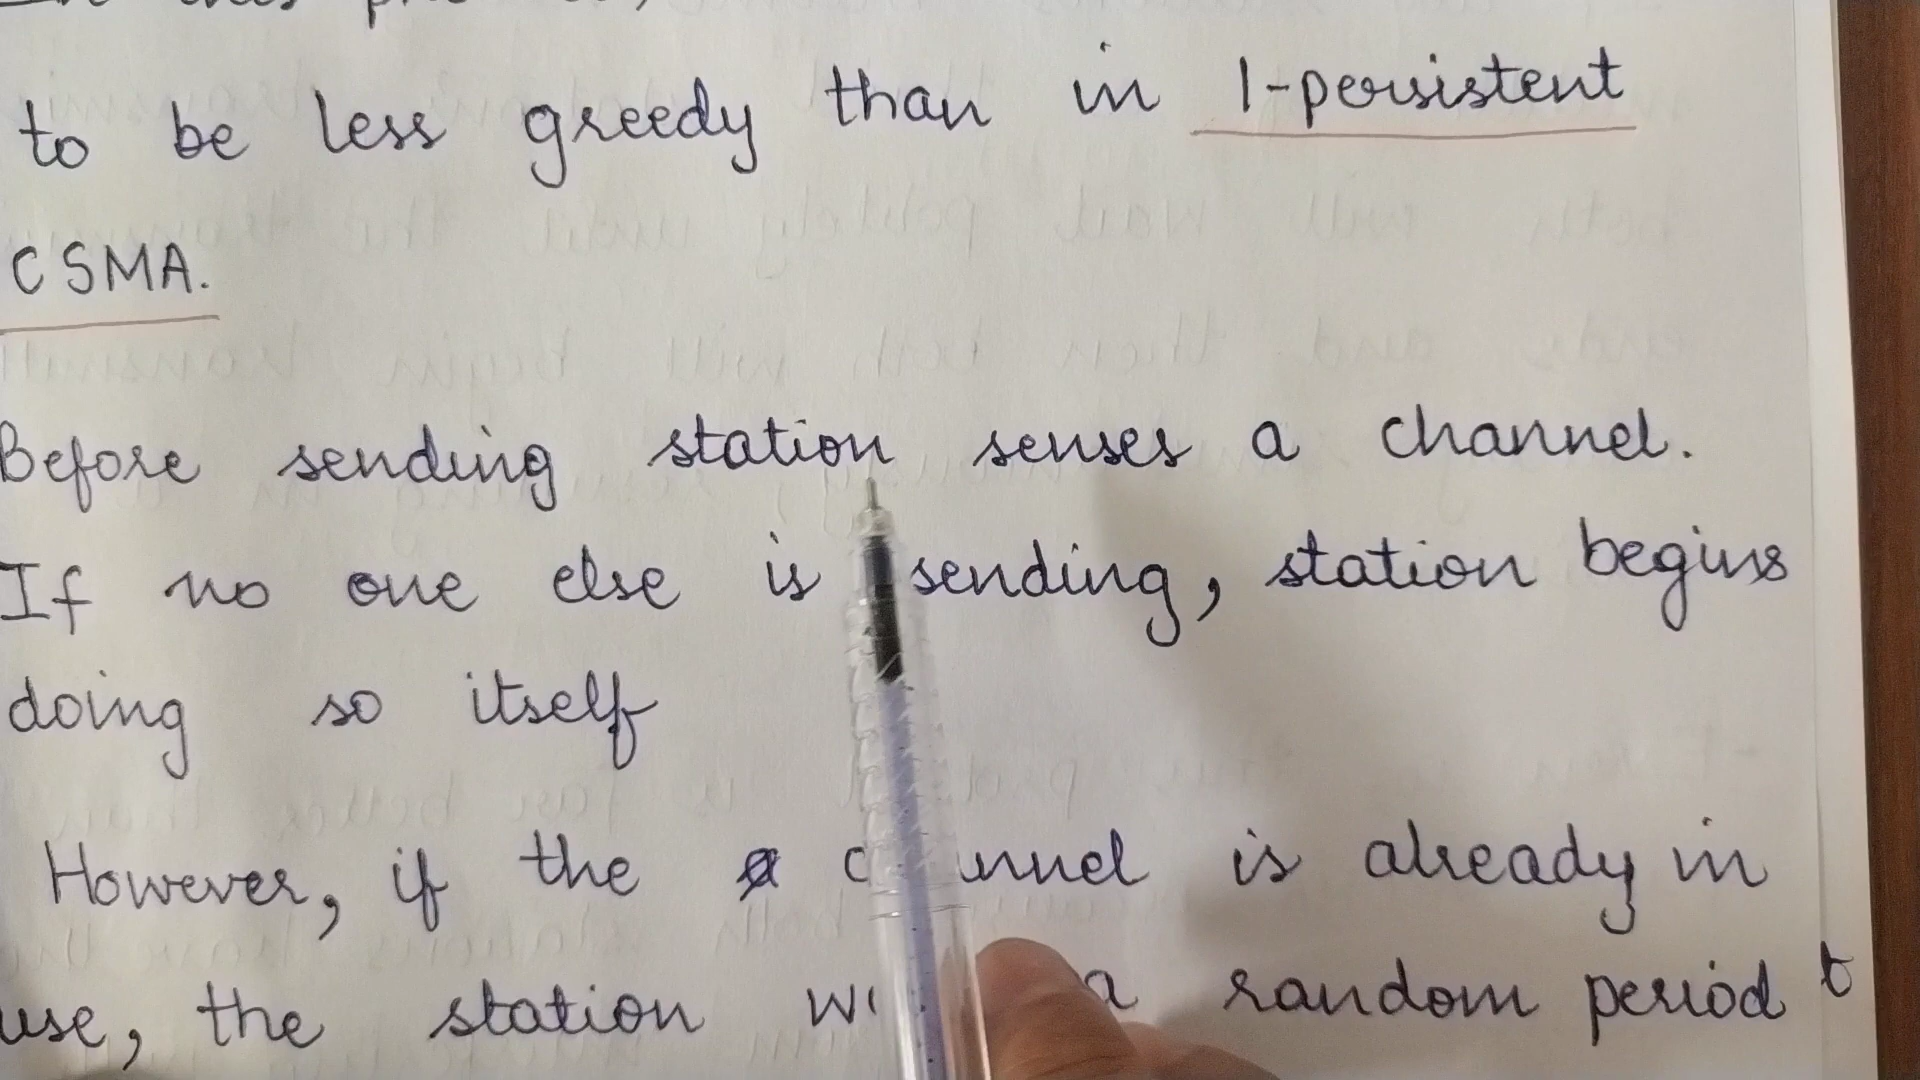 to be less greedy than in 1-persistent
CSMA.
Before sending station senses a channel.
If no one else is sending, station begins
doing so itself
However, if the is already in
use, the station a random period